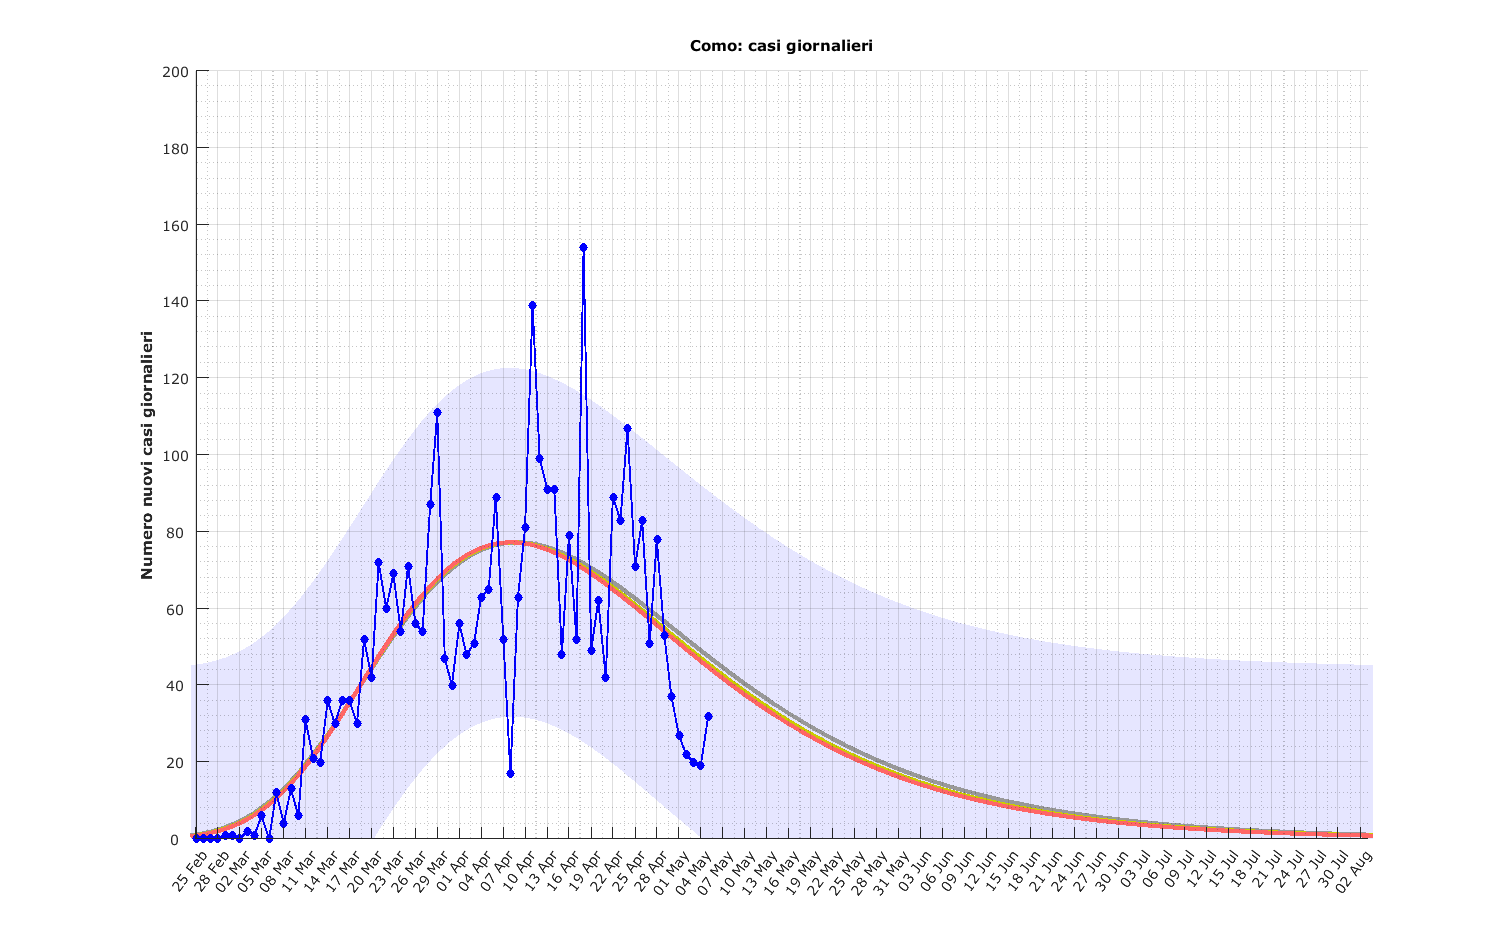 Como: casi giornalieri
Numero nuovi casi giornalieri
200
180
160
140
120
100
80
60
40
20
0
25 Feb
28 Feb
02 Mar
05 Mar
08 Mar
11 Mar
14 Mar
17 Mar
20 Mar
23 Mar
26 Mar
29 Mar
01 Apr
04 Apr
07 Apr
10 Apr
13 Apr
16 Apr
19 Apr
22 Apr
25 Apr
28 Apr
01 May
04 May
07 May
10 May
13 May
16 May
19 May
22 May
25 May
28 May
31 May
03 Jun
06 Jun
09 Jun
12 Jun
15 Jun
18 Jun
21 Jun
24 Jun
27 Jun
30 Jun
03 Jul
06 Jul
09 Jul
12 Jul
15 Jul
18 Jul
21 Jul
24 Jul
27 Jul
30 Jul
02 Aug